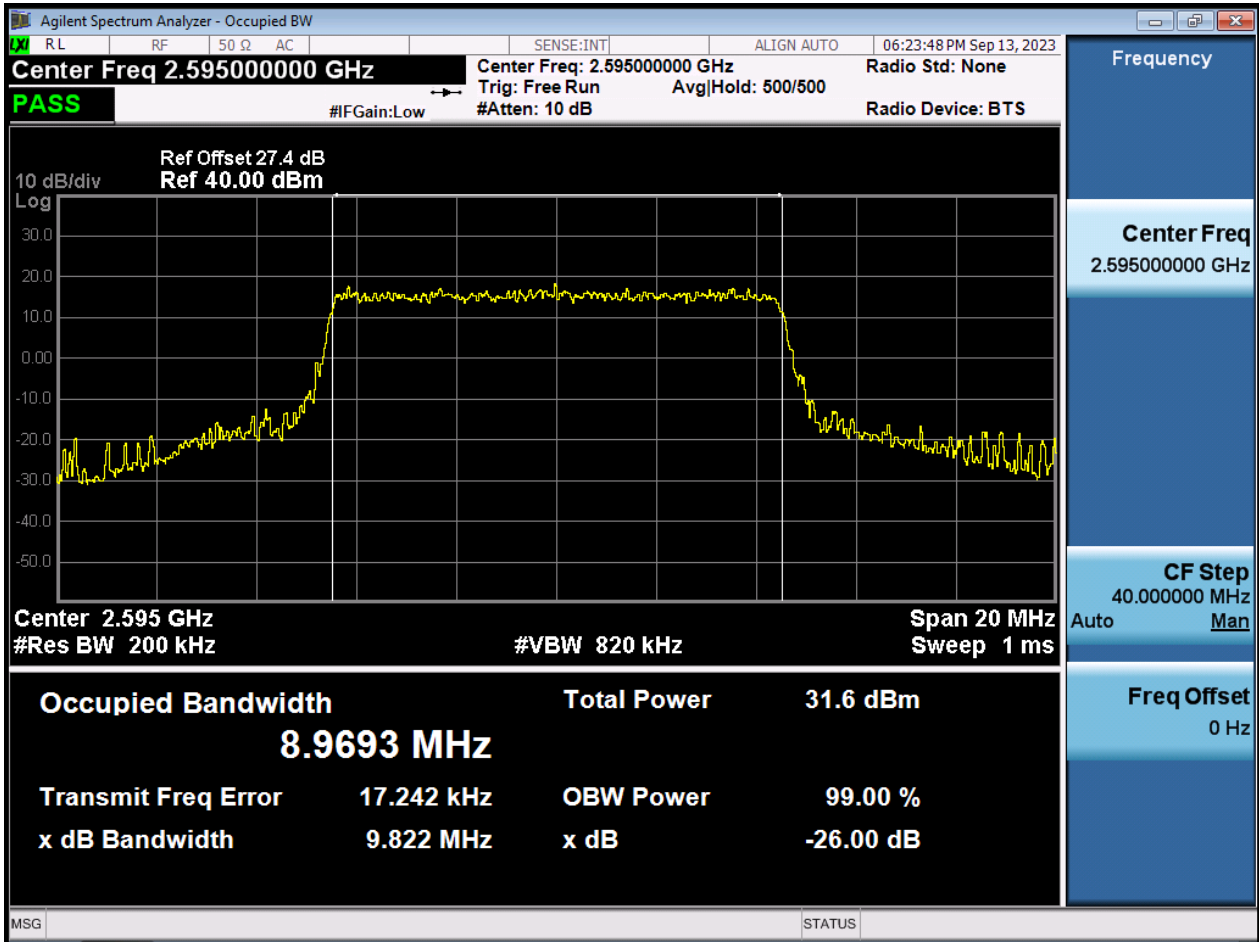 Agilent Spectrum Analyzer - Occupied BW
LXI RL RF 50 Ω AC SENSE:INT ALIGN AUTO 06:23:48 PM Sep 13, 2023
Center Freq 2.595000000 GHz
Center Freq: 2.595000000 GHz
Radio Std: None
Trig: Free Run
Avg|Hold: 500/500
PASS
#IFGain:Low
#Atten: 10 dB
Radio Device: BTS
Ref Offset 27.4 dB
10 dB/div Ref 40.00 dBm
Log
30.0
20.0
10.0
0.00
-10.0
-20.0
-30.0
-40.0
-50.0
Center 2.595 GHz Span 20 MHz
#Res BW 200 kHz #VBW 820 kHz Sweep 1 ms
Occupied Bandwidth Total Power 31.6 dBm
8.9693 MHz
Transmit Freq Error 17.242 kHz OBW Power 99.00 %
x dB Bandwidth 9.822 MHz x dB -26.00 dB
MSG STATUS
Frequency
Center Freq
2.595000000 GHz
CF Step
40.000000 MHz
Auto Man
Freq Offset
0 Hz